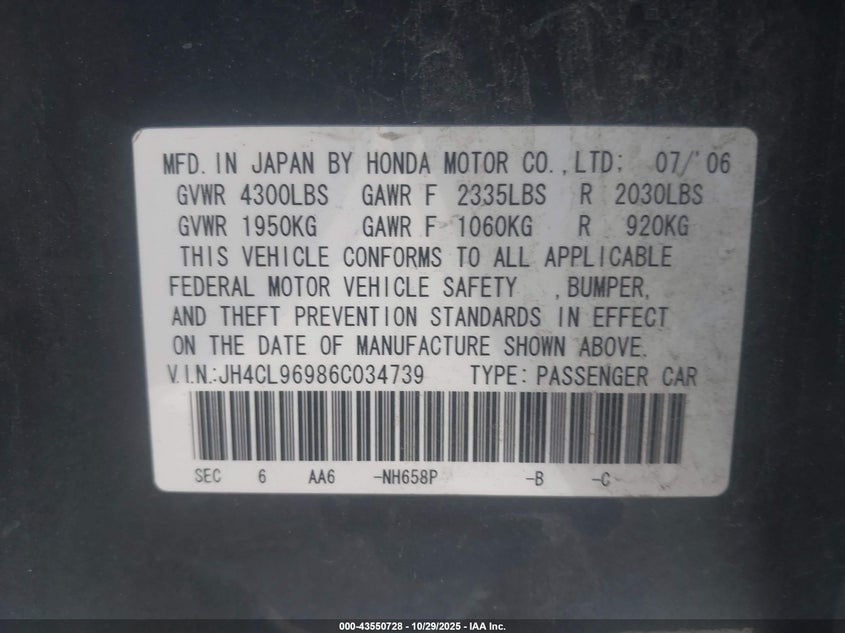 MFD. IN JAPAN BY HONDA MOTOR CO., LTD; 07/'06
GVWR 4300LBS GAWR F 2335LBS R 2030LBS
GVWR 1950KG GAWR F 1060KG R 920KG
THIS VEHICLE CONFORMS TO ALL APPLICABLE
FEDERAL MOTOR VEHICLE SAFETY , BUMPER,
AND THEFT PREVENTION STANDARDS IN EFFECT
ON THE DATE OF MANUFACTURE SHOWN ABOVE.
V.I.N.:JH4CL96986C034739 TYPE: PASSENGER CAR
SEC 6 AA6 -NH658P -B -C-
000-43550728 - 10/29/2025 - IAA Inc.